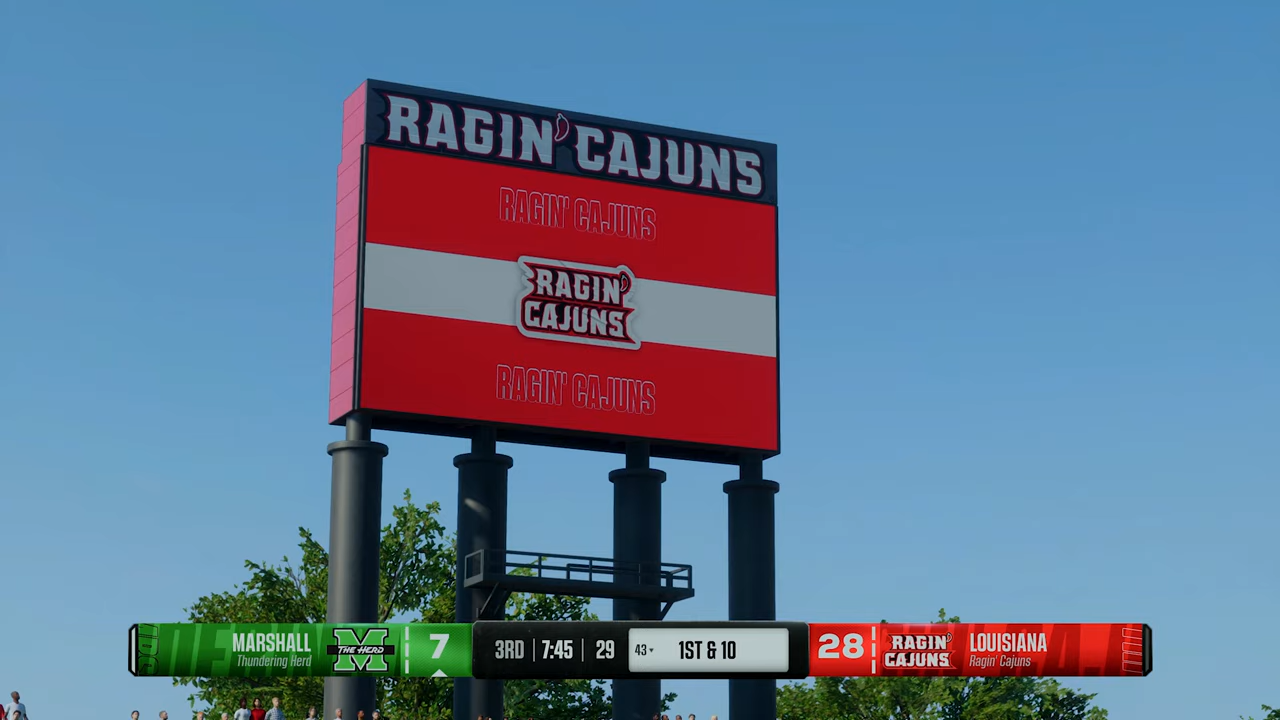 RAGIN' CAJUNS
RAGIN' CAJUNS
RAGIN'
CAJUNS
RAGIN' CAJUNS
MARSHALL
Thundering Herd
M
THE HERD
7
3RD
7:45
29
43
1ST & 10
28
RAGIN'
CAJUNS
LOUISIANA
Ragin' Cajuns